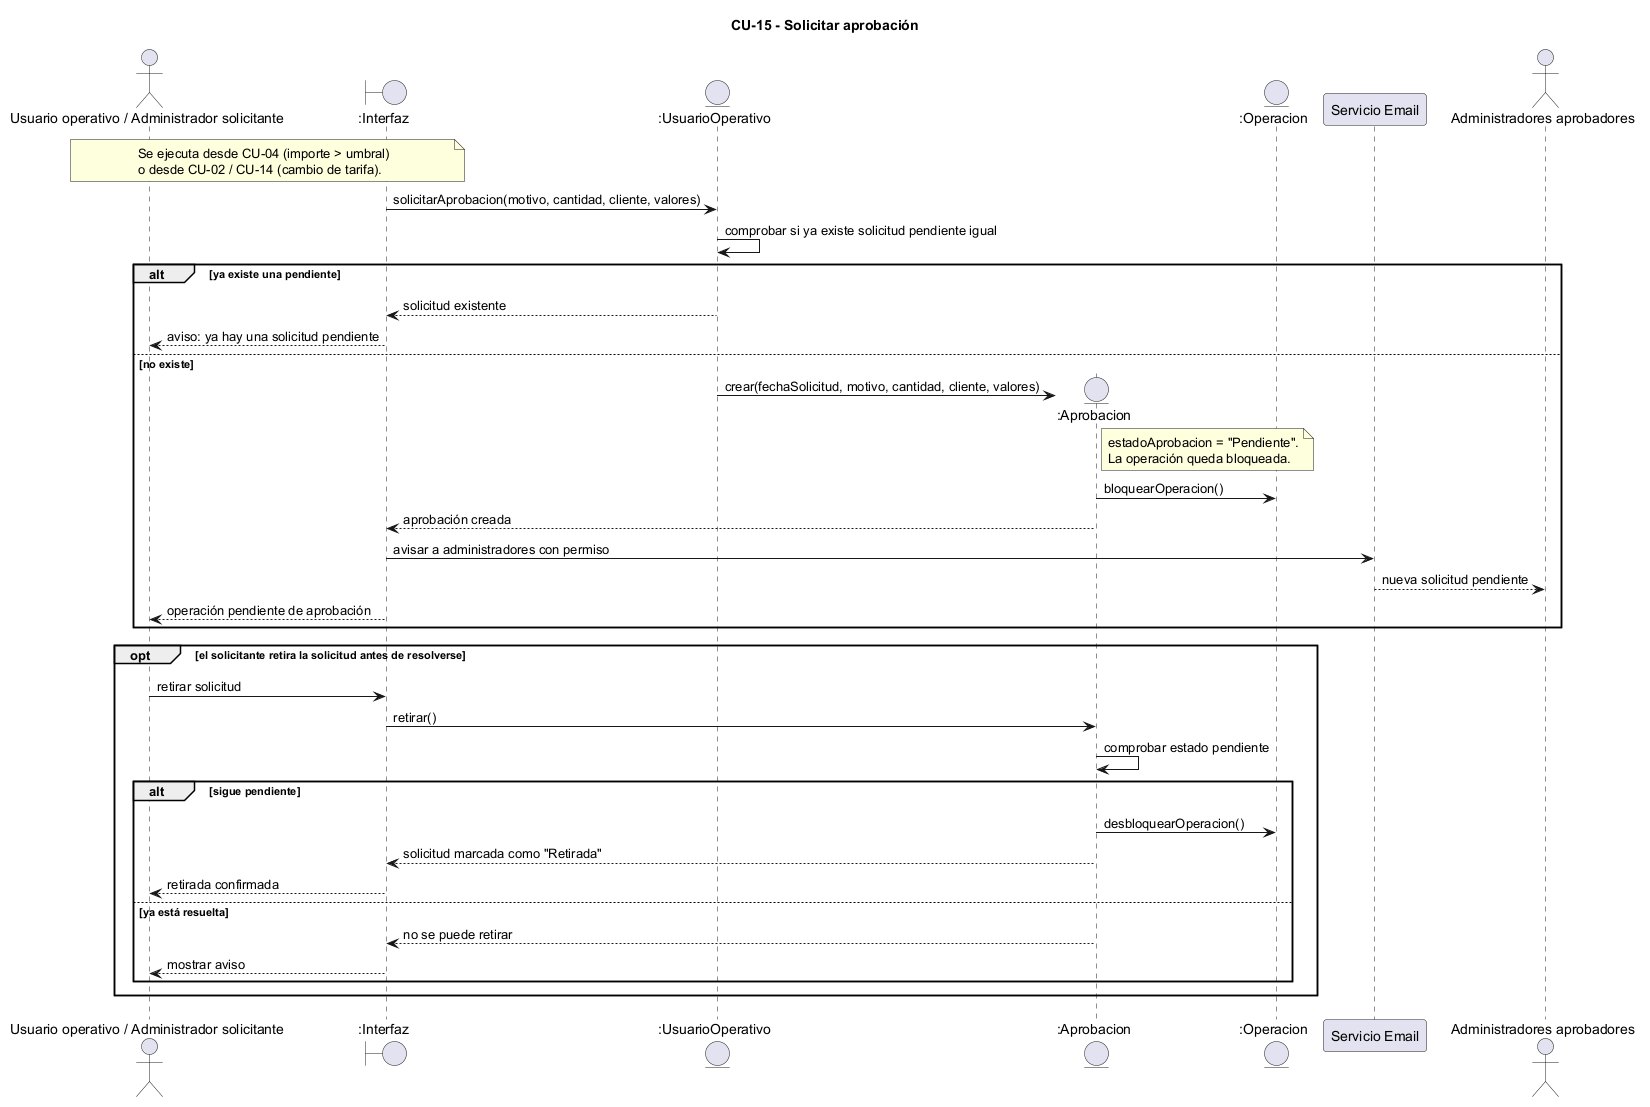 CU-15 - Solicitar aprobación
Usuario operativo / Administrador solicitante
:Interfaz
:UsuarioOperativo
:Operacion
Servicio Email
Administradores aprobadores
Se ejecuta desde CU-04 (importe > umbral)
o desde CU-02 / CU-14 (cambio de tarifa).
solicitarAprobacion(motivo, cantidad, cliente, valores)
comprobar si ya existe solicitud pendiente igual
alt [ya existe una pendiente]
solicitud existente
aviso: ya hay una solicitud pendiente
[no existe]
crear(fechaSolicitud, motivo, cantidad, cliente, valores)
:Aprobacion
estadoAprobacion = "Pendiente".
La operación queda bloqueada.
bloquearOperacion()
aprobación creada
avisar a administradores con permiso
nueva solicitud pendiente
operación pendiente de aprobación
opt [el solicitante retira la solicitud antes de resolverse]
retirar solicitud
retirar()
comprobar estado pendiente
alt [sigue pendiente]
desbloquearOperacion()
solicitud marcada como "Retirada"
retirada confirmada
[ya está resuelta]
no se puede retirar
mostrar aviso
Usuario operativo / Administrador solicitante
:Interfaz
:UsuarioOperativo
:Aprobacion
:Operacion
Servicio Email
Administradores aprobadores